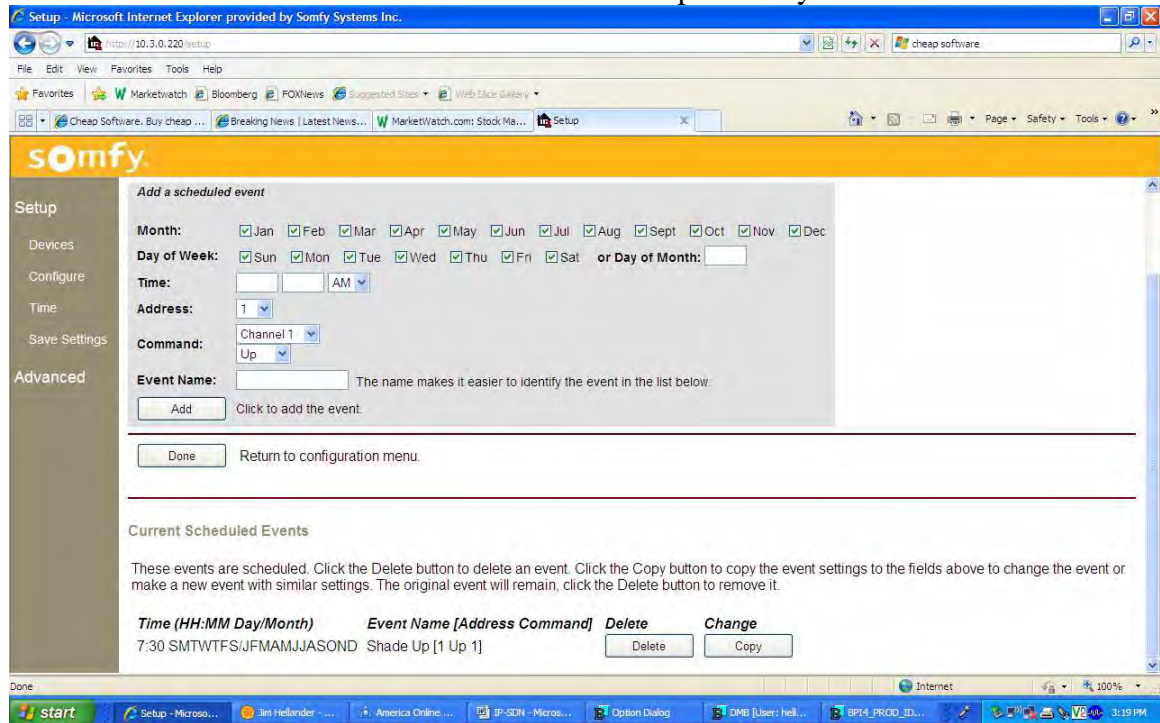 Setup - Microsoft Internet Explorer provided by Somfy Systems Inc.
http://10.3.0.220/setup
cheap software
File Edit View Favorites Tools Help
Favorites Marketwatch Bloomberg FOXNews Suggested Sites Web Slice Gallery
Cheap Software. Buy cheap ... Breaking News | Latest News... MarketWatch.com: Stock Ma... Setup Page Safety Tools
somfy.
Setup
Devices
Configure
Time
Save Settings
Advanced
Add a scheduled event
Month: Jan Feb Mar Apr May Jun Jul Aug Sept Oct Nov Dec
Day of Week: Sun Mon Tue Wed Thu Fri Sat or Day of Month:
Time: AM
Address: 1
Command: Channel 1
Up
Event Name: The name makes it easier to identify the event in the list below.
Add Click to add the event.
Done Return to configuration menu.
Current Scheduled Events
These events are scheduled. Click the Delete button to delete an event. Click the Copy button to copy the event settings to the fields above to change the event or
make a new event with similar settings. The original event will remain, click the Delete button to remove it.
Time (HH:MM Day/Month) Event Name [Address Command] Delete Change
7:30 SMTWTFS/JFMAMJJASOND Shade Up [1 Up 1] Delete Copy
Done Internet 100%
start Setup - Microso... Jim Hellander - ... America Online ... IP-SDN - Micros... Option Dialog DMB [User: hell... BP14_PROD_ID... 3:19 PM